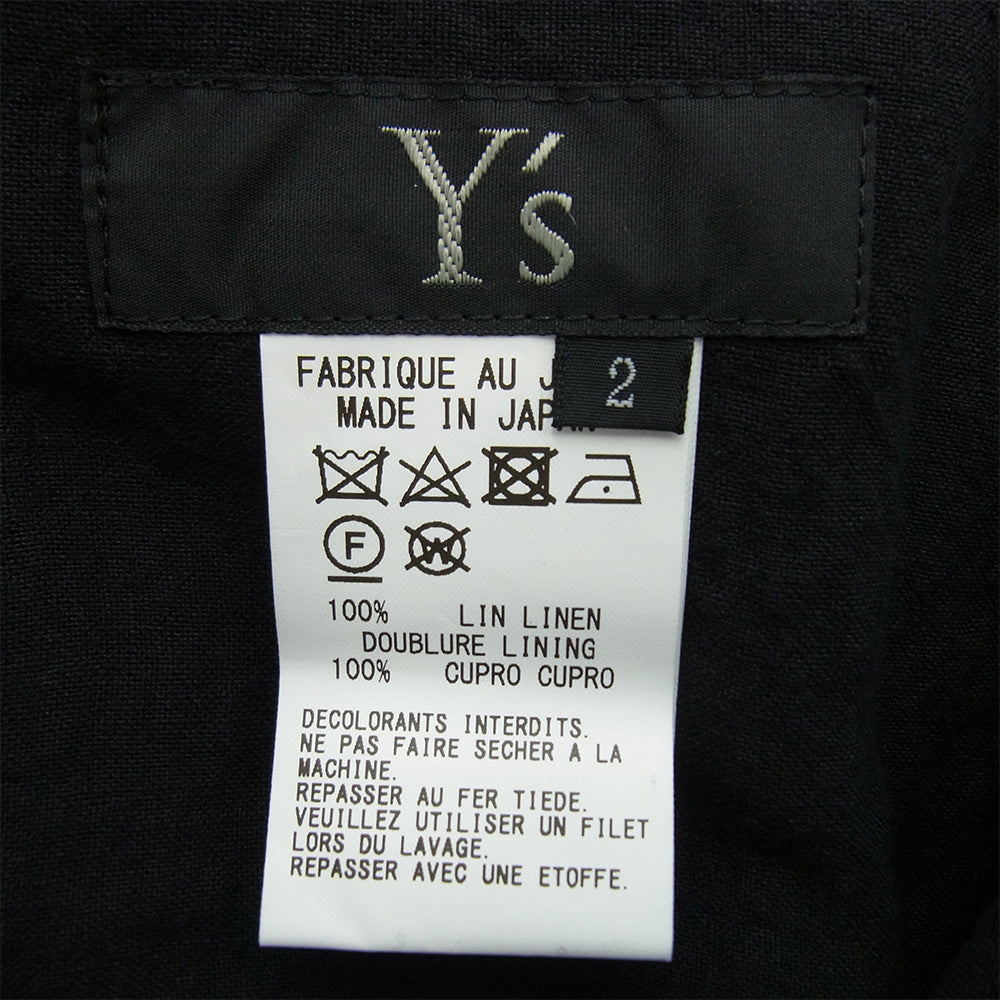 Y's
2
FABRIQUE AU
MADE IN JAPAN
F
W
100% LIN LINEN
DOUBLURE LINING
100% CUPRO CUPRO
DECOLORANTS INTERDITS.
NE PAS FAIRE SECHER A LA
MACHINE.
REPASSER AU FER TIEDE.
VEUILLEZ UTILISER UN FILET
LORS DU LAVAGE.
REPASSER AVEC UNE ETOFFE.